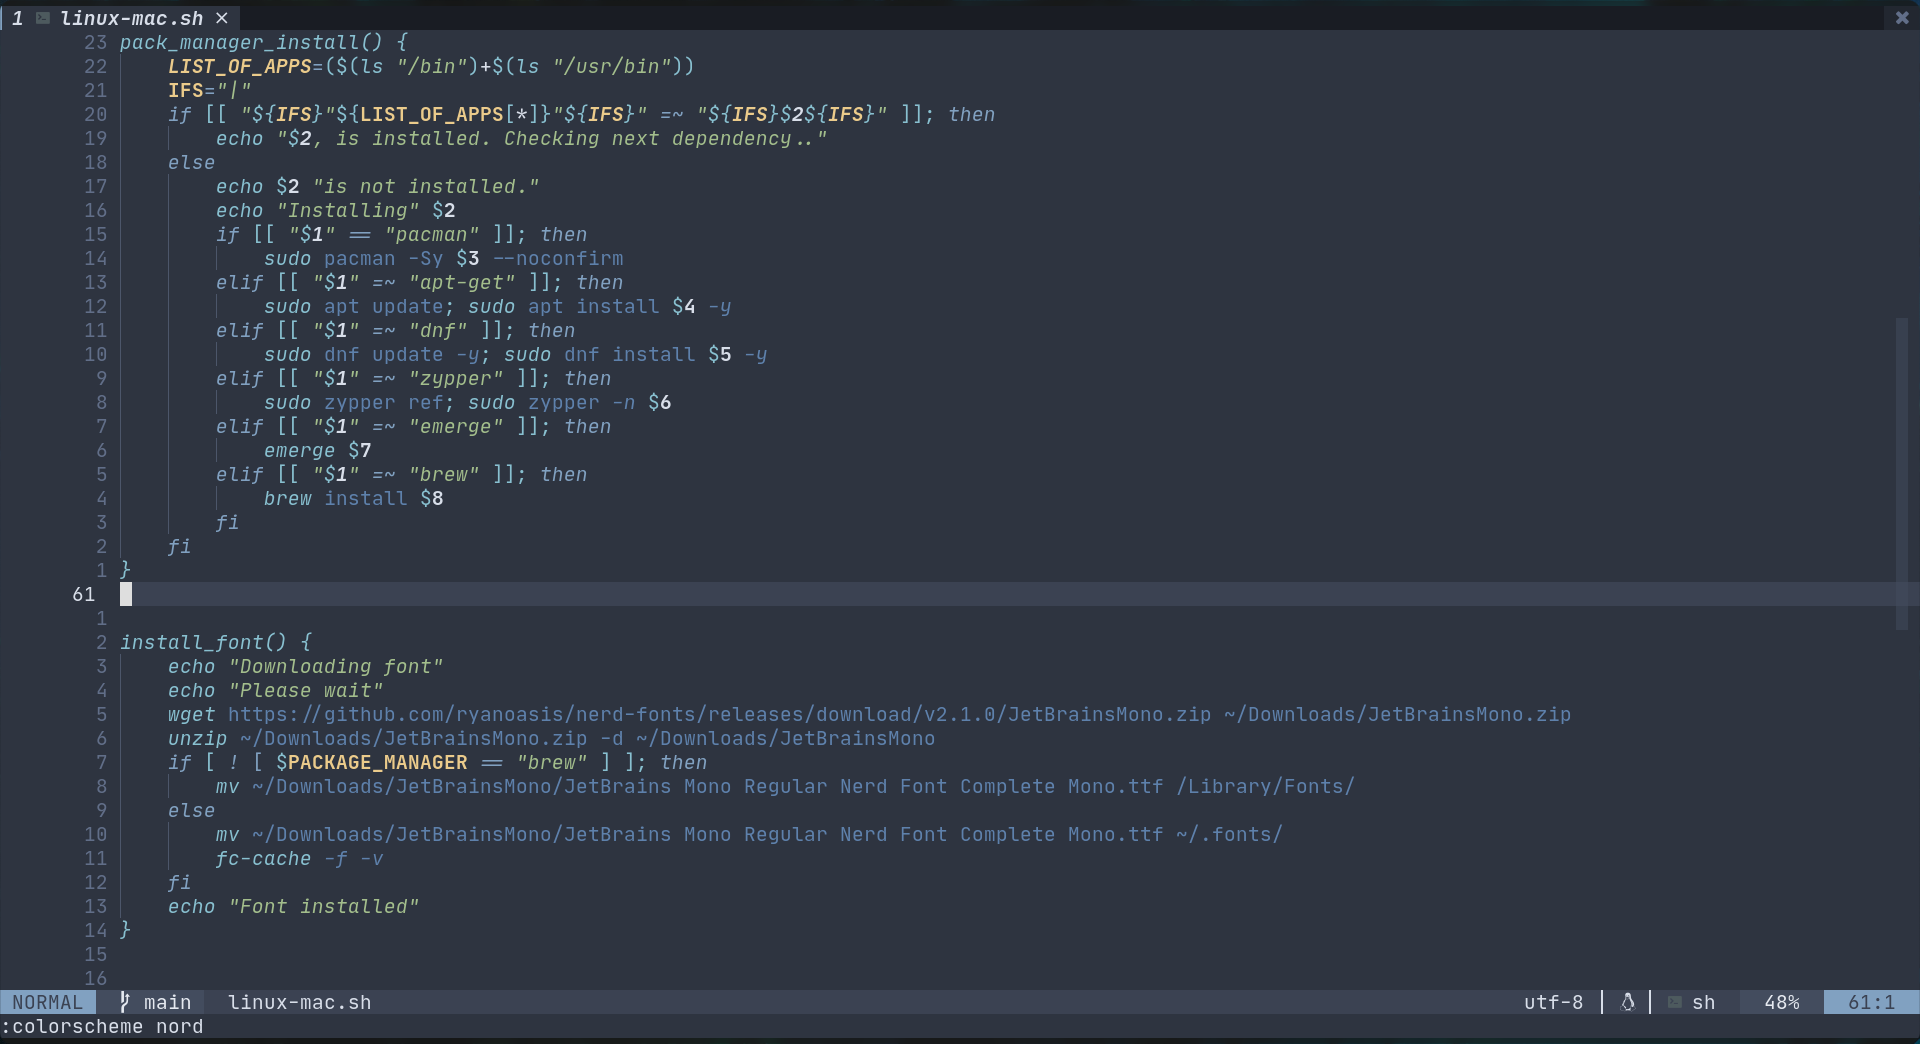 1 linux-mac.sh ✕ ✖
23 pack_manager_install() {
22     LIST_OF_APPS=($(ls "/bin")+$(ls "/usr/bin"))
21     IFS="|"
20     if [[ "${IFS}"${LIST_OF_APPS[*]}"${IFS}" =~ "${IFS}$2${IFS}" ]]; then
19         echo "$2, is installed. Checking next dependency.."
18     else
17         echo $2 "is not installed."
16         echo "Installing" $2
15         if [[ "$1" == "pacman" ]]; then
14             sudo pacman -Sy $3 --noconfirm
13         elif [[ "$1" =~ "apt-get" ]]; then
12             sudo apt update; sudo apt install $4 -y
11         elif [[ "$1" =~ "dnf" ]]; then
10             sudo dnf update -y; sudo dnf install $5 -y
9         elif [[ "$1" =~ "zypper" ]]; then
8             sudo zypper ref; sudo zypper -n $6
7         elif [[ "$1" =~ "emerge" ]]; then
6             emerge $7
5         elif [[ "$1" =~ "brew" ]]; then
4             brew install $8
3         fi
2     fi
1 }
61
1
2 install_font() {
3     echo "Downloading font"
4     echo "Please wait"
5     wget https://github.com/ryanoasis/nerd-fonts/releases/download/v2.1.0/JetBrainsMono.zip ~/Downloads/JetBrainsMono.zip
6     unzip ~/Downloads/JetBrainsMono.zip -d ~/Downloads/JetBrainsMono
7     if [ ! [ $PACKAGE_MANAGER == "brew" ] ]; then
8         mv ~/Downloads/JetBrainsMono/JetBrains Mono Regular Nerd Font Complete Mono.ttf /Library/Fonts/
9     else
10         mv ~/Downloads/JetBrainsMono/JetBrains Mono Regular Nerd Font Complete Mono.ttf ~/.fonts/
11         fc-cache -f -v
12     fi
13     echo "Font installed"
14 }
15
16
NORMAL main linux-mac.sh utf-8 | | sh 48% 61:1
:colorscheme nord